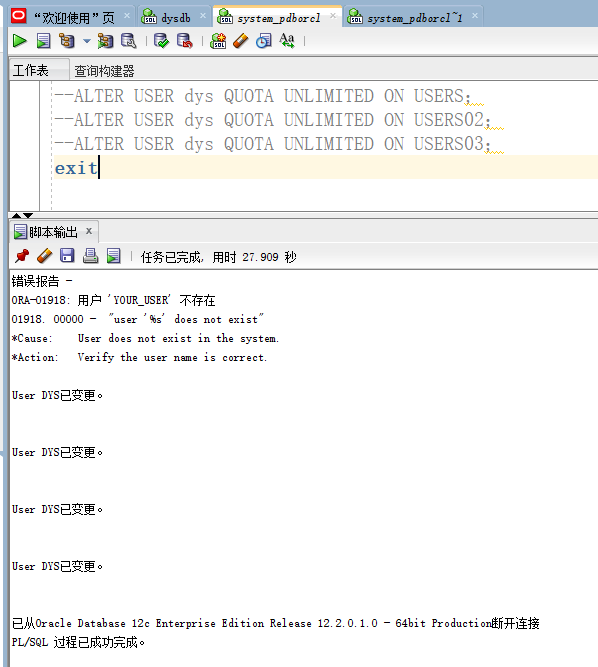 “欢迎使用”页 dysdb system_pdborcl system_pdborcl~1
工作表 查询构建器
--ALTER USER dys QUOTA UNLIMITED ON USERS;
--ALTER USER dys QUOTA UNLIMITED ON USERS02;
--ALTER USER dys QUOTA UNLIMITED ON USERS03;
exit
脚本输出 x
任务已完成, 用时 27.909 秒
错误报告 -
ORA-01918: 用户 'YOUR_USER' 不存在
01918. 00000 -  "user '%s' does not exist"
*Cause:    User does not exist in the system.
*Action:   Verify the user name is correct.
User DYS已变更。
User DYS已变更。
User DYS已变更。
User DYS已变更。
已从Oracle Database 12c Enterprise Edition Release 12.2.0.1.0 - 64bit Production断开连接
PL/SQL 过程已成功完成。